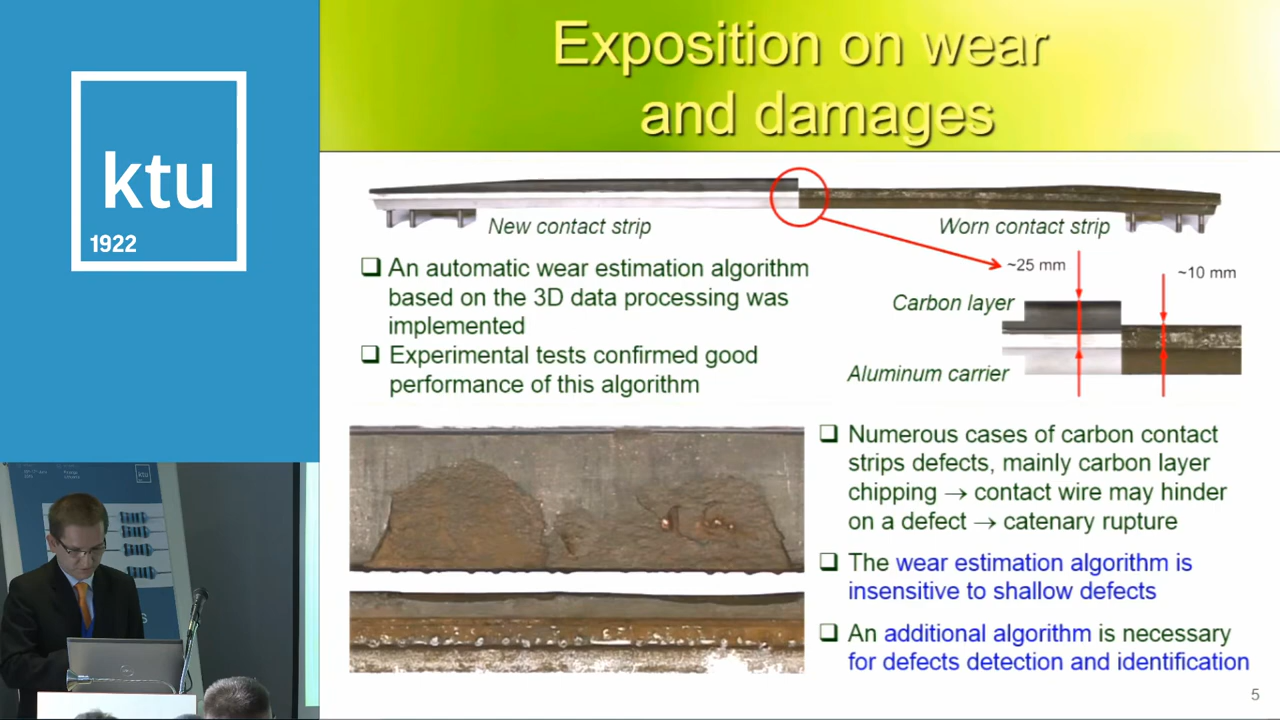 ktu
1922
Exposition on wear
and damages
New contact strip
Worn contact strip
~25 mm
~10 mm
Carbon layer
Aluminum carrier
❑ An automatic wear estimation algorithm
based on the 3D data processing was
implemented
❑ Experimental tests confirmed good
performance of this algorithm
❑ Numerous cases of carbon contact
strips defects, mainly carbon layer
chipping → contact wire may hinder
on a defect → catenary rupture
❑ The wear estimation algorithm is
insensitive to shallow defects
❑ An additional algorithm is necessary
for defects detection and identification
5